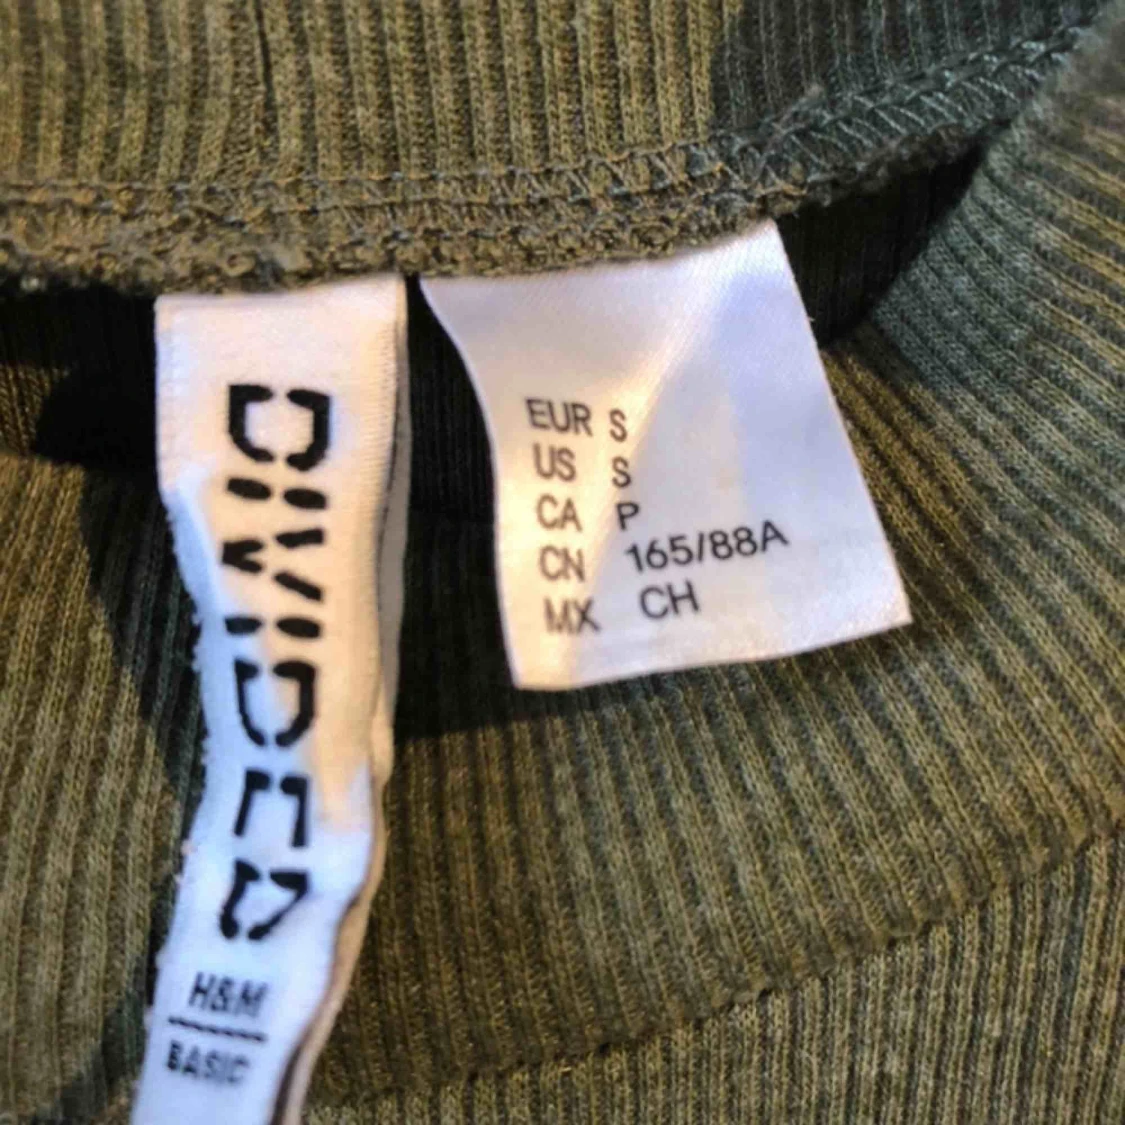 DIVIDED
H&M
BASIC
EUR S
US S
CA P
CN 165/88A
MX CH